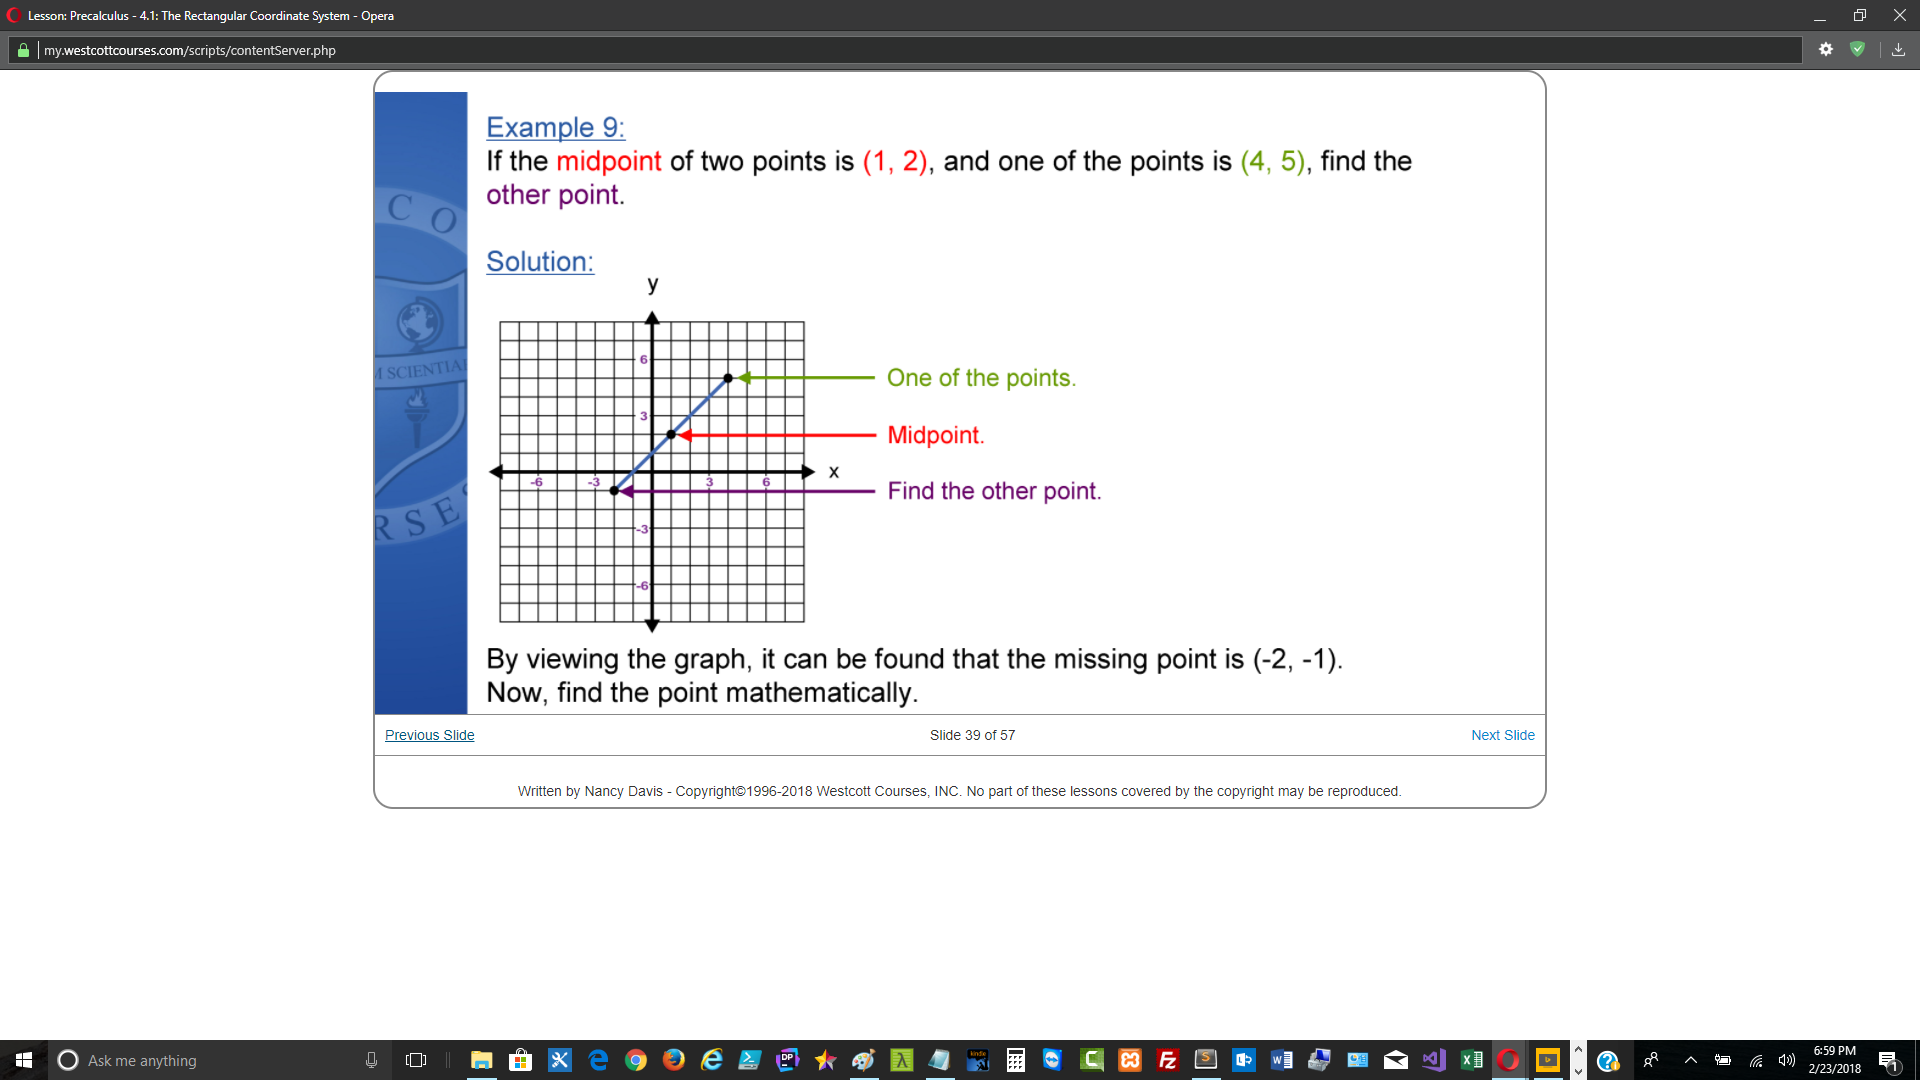 Lesson: Precalculus - 4.1: The Rectangular Coordinate System - Opera
my.westcottcourses.com/scripts/contentServer.php
Example 9:
If the midpoint of two points is (1, 2), and one of the points is (4, 5), find the
other point.
Solution:
y
6
One of the points.
3
Midpoint.
x
-6 -3 3 6
Find the other point.
-3
-6
C O
M SCIENTIA
R S E
By viewing the graph, it can be found that the missing point is (-2, -1).
Now, find the point mathematically.
Previous Slide Slide 39 of 57 Next Slide
Written by Nancy Davis - Copyright©1996-2018 Westcott Courses, INC. No part of these lessons covered by the copyright may be reproduced.
Ask me anything
6:59 PM
2/23/2018
1